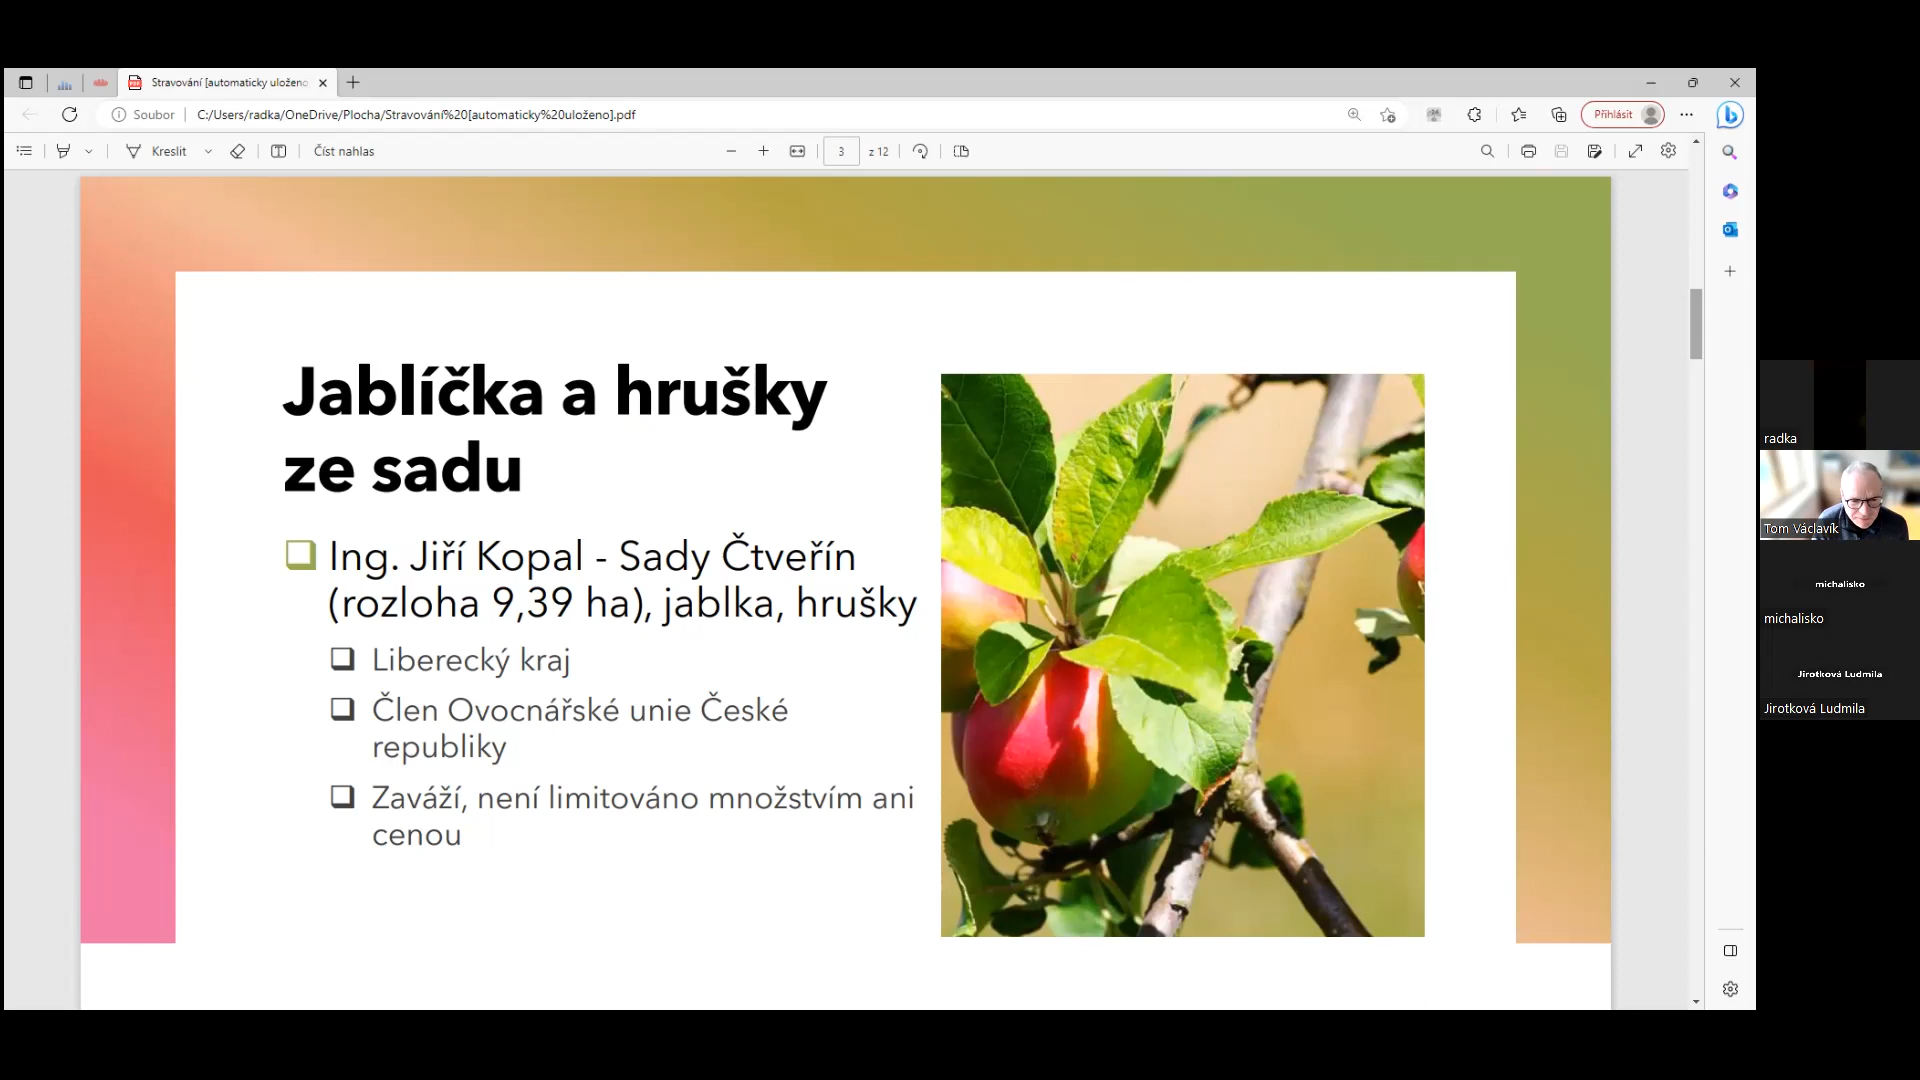 Stravování [automaticky uloženo
Soubor
C:/Users/radka/OneDrive/Plocha/Stravování%20[automaticky%20uloženo].pdf
Přihlásit
Kreslit
Číst nahlas
3
z 12
Jablíčka a hrušky
ze sadu
Ing. Jiří Kopal - Sady Čtveřín
(rozloha 9,39 ha), jablka, hrušky
Liberecký kraj
Člen Ovocnářské unie České
republiky
Zaváží, není limitováno množstvím ani
cenou
radka
Tom Václavík
michalisko
michalisko
Jirotková Ludmila
Jirotková Ludmila